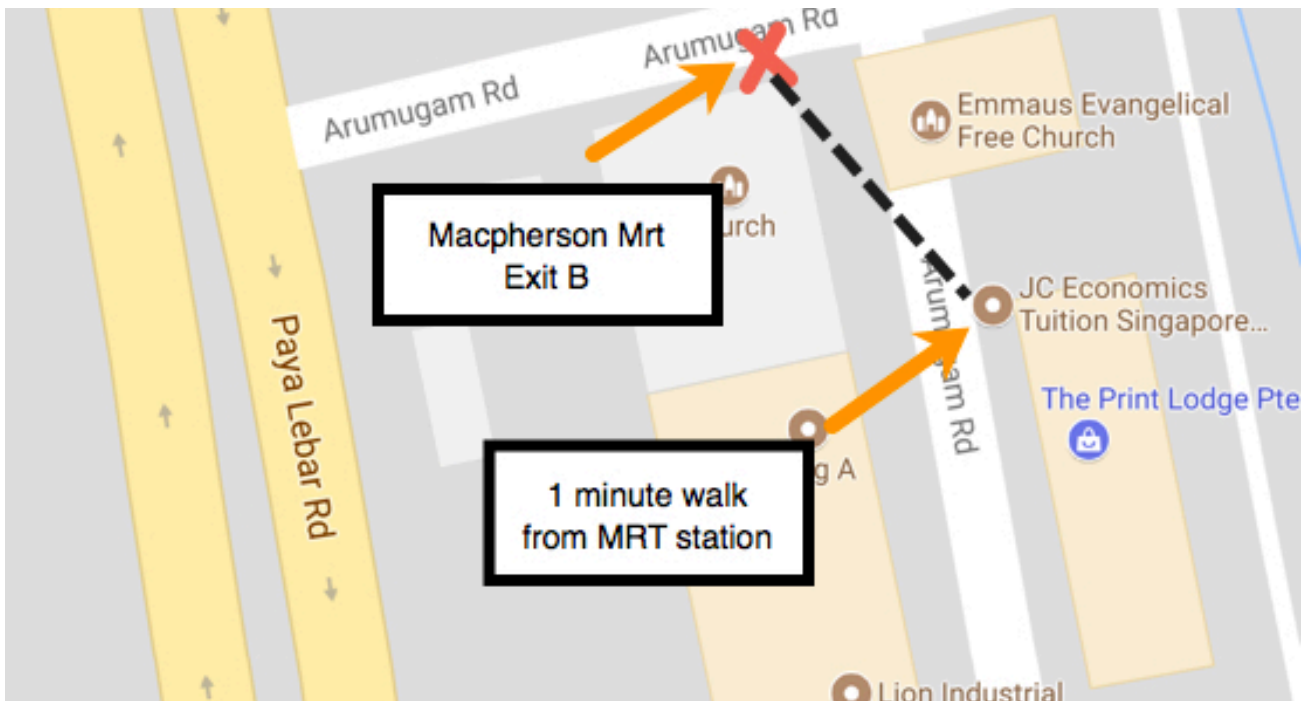 Arumugam Rd
Arumugam Rd
Emmaus Evangelical
Free Church
Macpherson Mrt
Exit B
urch
Arumugam Rd
JC Economics
Tuition Singapore...
Paya Lebar Rd
The Print Lodge Pte
g A
1 minute walk
from MRT station
Lion Industrial